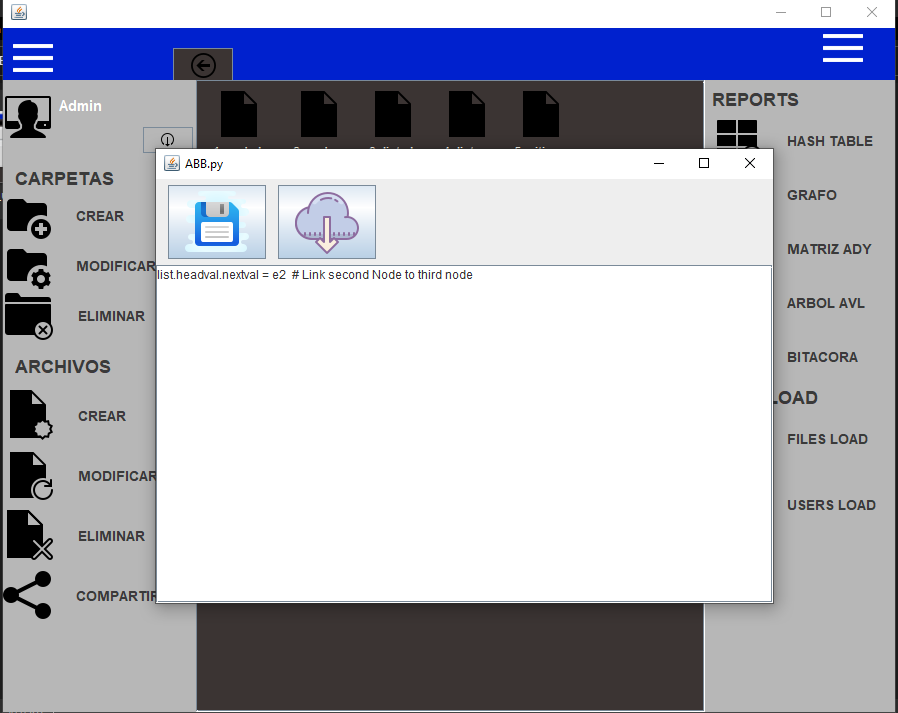 Admin
CARPETAS
CREAR
MODIFICAR
ELIMINAR
ARCHIVOS
CREAR
MODIFICAR
ELIMINAR
COMPARTIR
ABB.py
list.headval.nextval = e2  # Link second Node to third node
REPORTS
HASH TABLE
GRAFO
MATRIZ ADY
ARBOL AVL
BITACORA
LOAD
FILES LOAD
USERS LOAD